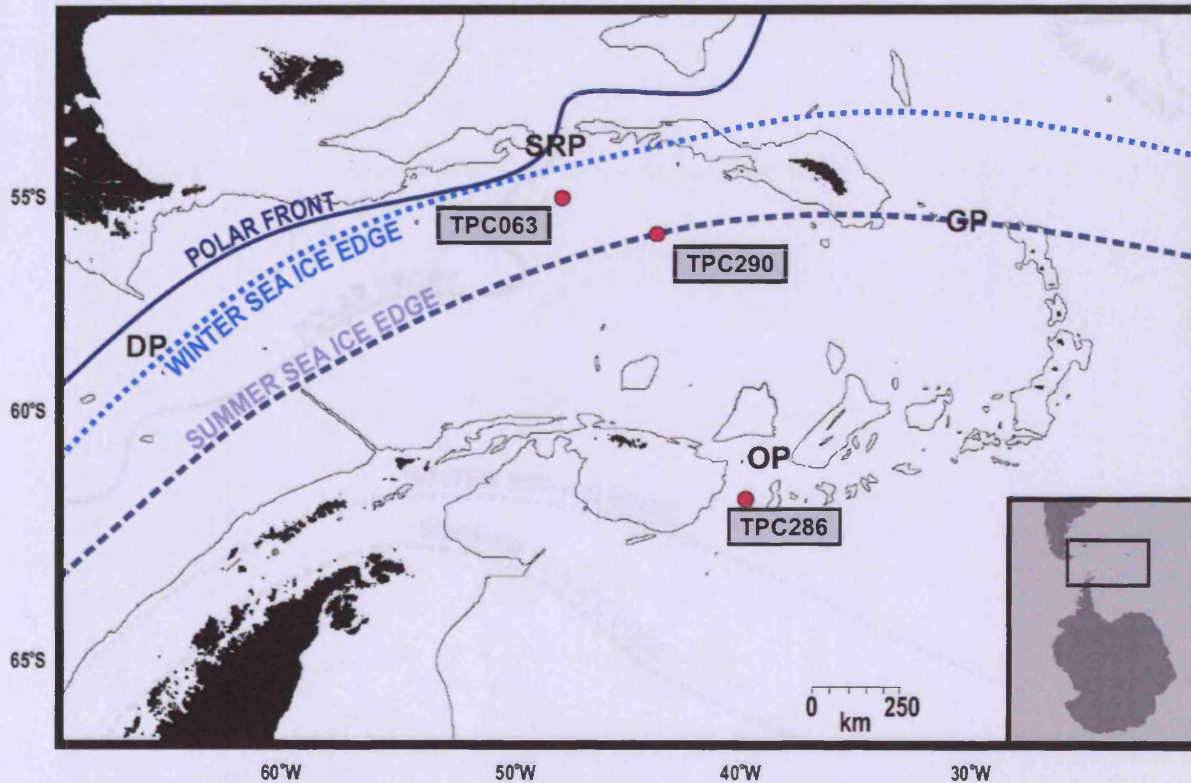 SRP
55°S
POLAR FRONT
TPC063
GP
WINTER SEA ICE EDGE
TPC290
DP
SUMMER SEA ICE EDGE
60°S
OP
TPC286
65°S
0 250
km
60°W 50°W 40°W 30°W